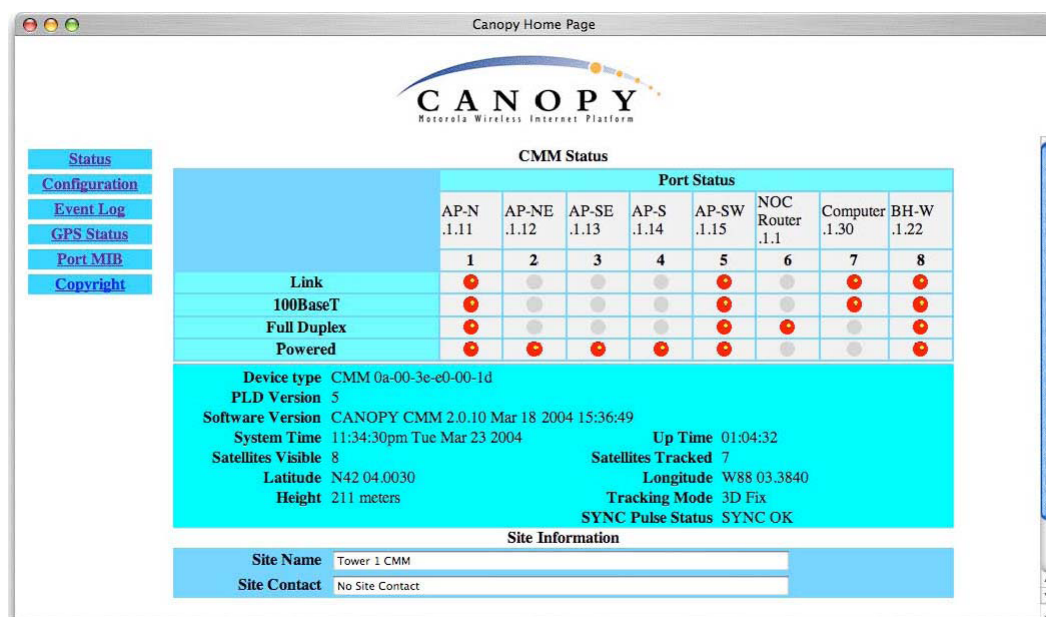 Canopy Home Page
CANOPY
Motorola Wireless Internet Platform
Status
Configuration
Event Log
GPS Status
Port MIB
Copyright
CMM Status
Port Status
AP-N .1.11 AP-NE .1.12 AP-SE .1.13 AP-S .1.14 AP-SW .1.15 NOC Router .1.1 Computer .1.30 BH-W .1.22
1 2 3 4 5 6 7 8
Link
100BaseT
Full Duplex
Powered
Device type CMM 0a-00-3e-e0-00-1d
PLD Version 5
Software Version CANOPY CMM 2.0.10 Mar 18 2004 15:36:49
System Time 11:34:30pm Tue Mar 23 2004 Up Time 01:04:32
Satellites Visible 8 Satellites Tracked 7
Latitude N42 04.0030 Longitude W88 03.3840
Height 211 meters Tracking Mode 3D Fix
SYNC Pulse Status SYNC OK
Site Information
Site Name Tower 1 CMM
Site Contact No Site Contact